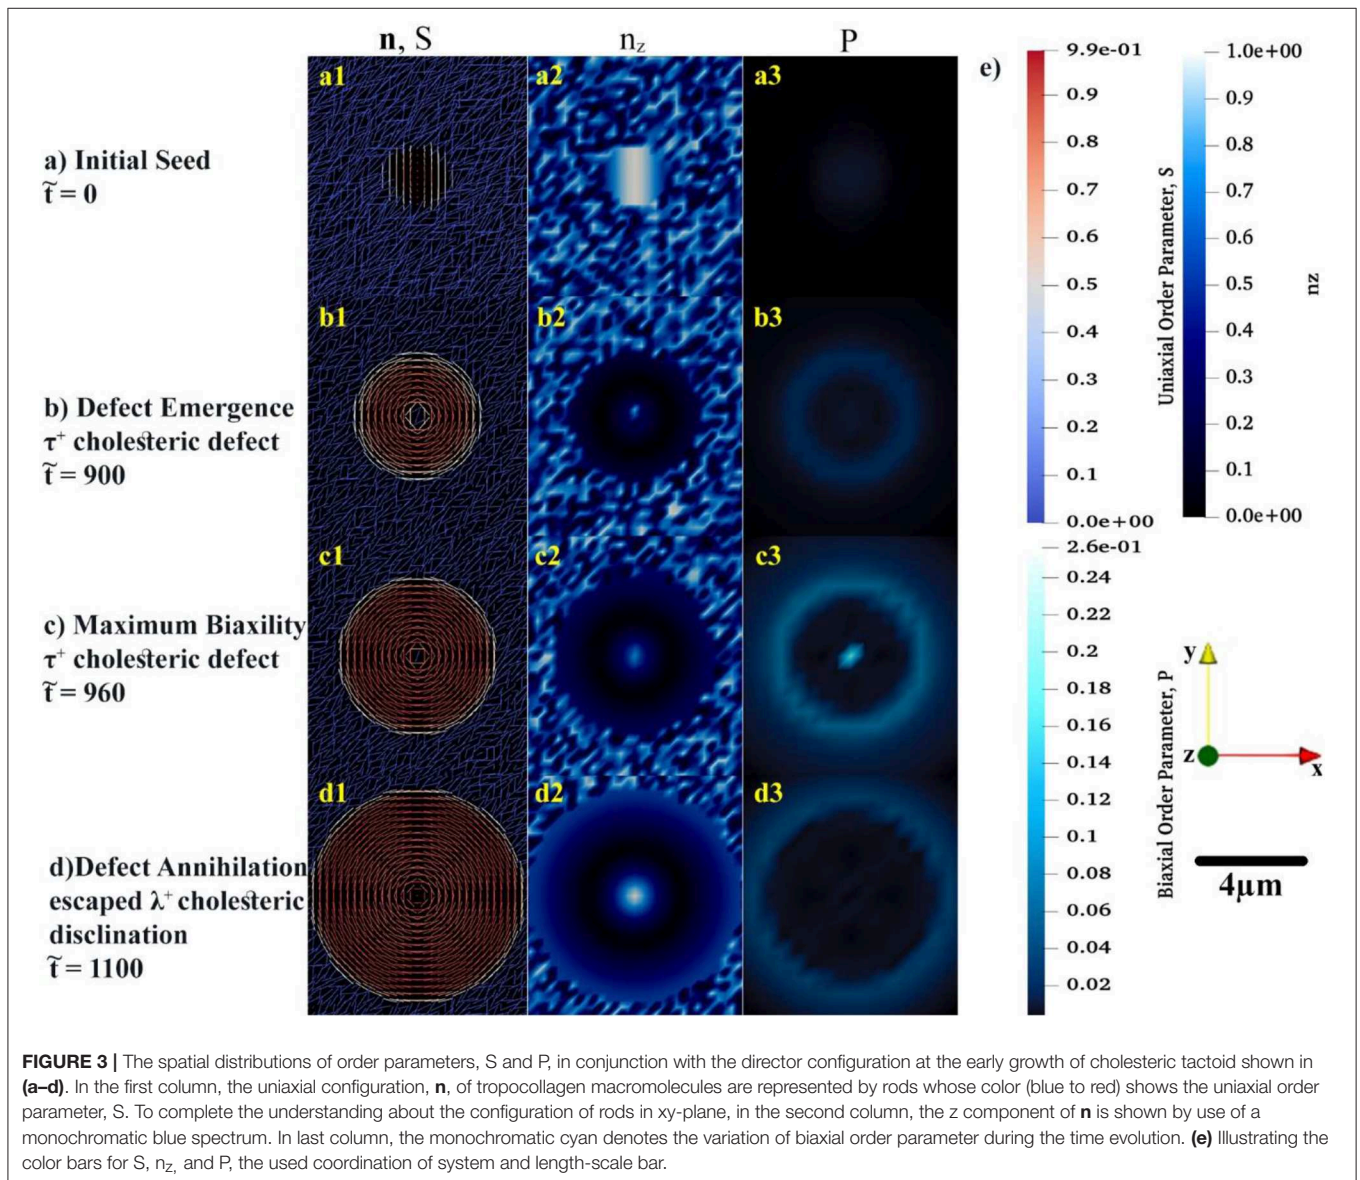 n, S
n_z
P
a) Initial Seed
t̃ = 0
a1
a2
a3
b) Defect Emergence
τ⁺ cholesteric defect
t̃ = 900
b1
b2
b3
c) Maximum Biaxility
τ⁺ cholesteric defect
t̃ = 960
c1
c2
c3
d)Defect Annihilation
escaped λ⁺ cholesteric
disclination
t̃ = 1100
d1
d2
d3
e)
9.9e-01
0.9
0.8
0.7
0.6
0.5
0.4
0.3
0.2
0.1
0.0e+00
Uniaxial Order Parameter, S
1.0e+00
0.9
0.8
0.7
0.6
0.5
0.4
0.3
0.2
0.1
0.0e+00
nz
2.6e-01
0.24
0.22
0.2
0.18
0.16
0.14
0.12
0.1
0.08
0.06
0.04
0.02
Biaxial Order Parameter, P
y
z
x
4μm
FIGURE 3 | The spatial distributions of order parameters, S and P, in conjunction with the director configuration at the early growth of cholesteric tactoid shown in
(a–d). In the first column, the uniaxial configuration, n, of tropocollagen macromolecules are represented by rods whose color (blue to red) shows the uniaxial order
parameter, S. To complete the understanding about the configuration of rods in xy-plane, in the second column, the z component of n is shown by use of a
monochromatic blue spectrum. In last column, the monochromatic cyan denotes the variation of biaxial order parameter during the time evolution. (e) Illustrating the
color bars for S, n_Z, and P, the used coordination of system and length-scale bar.